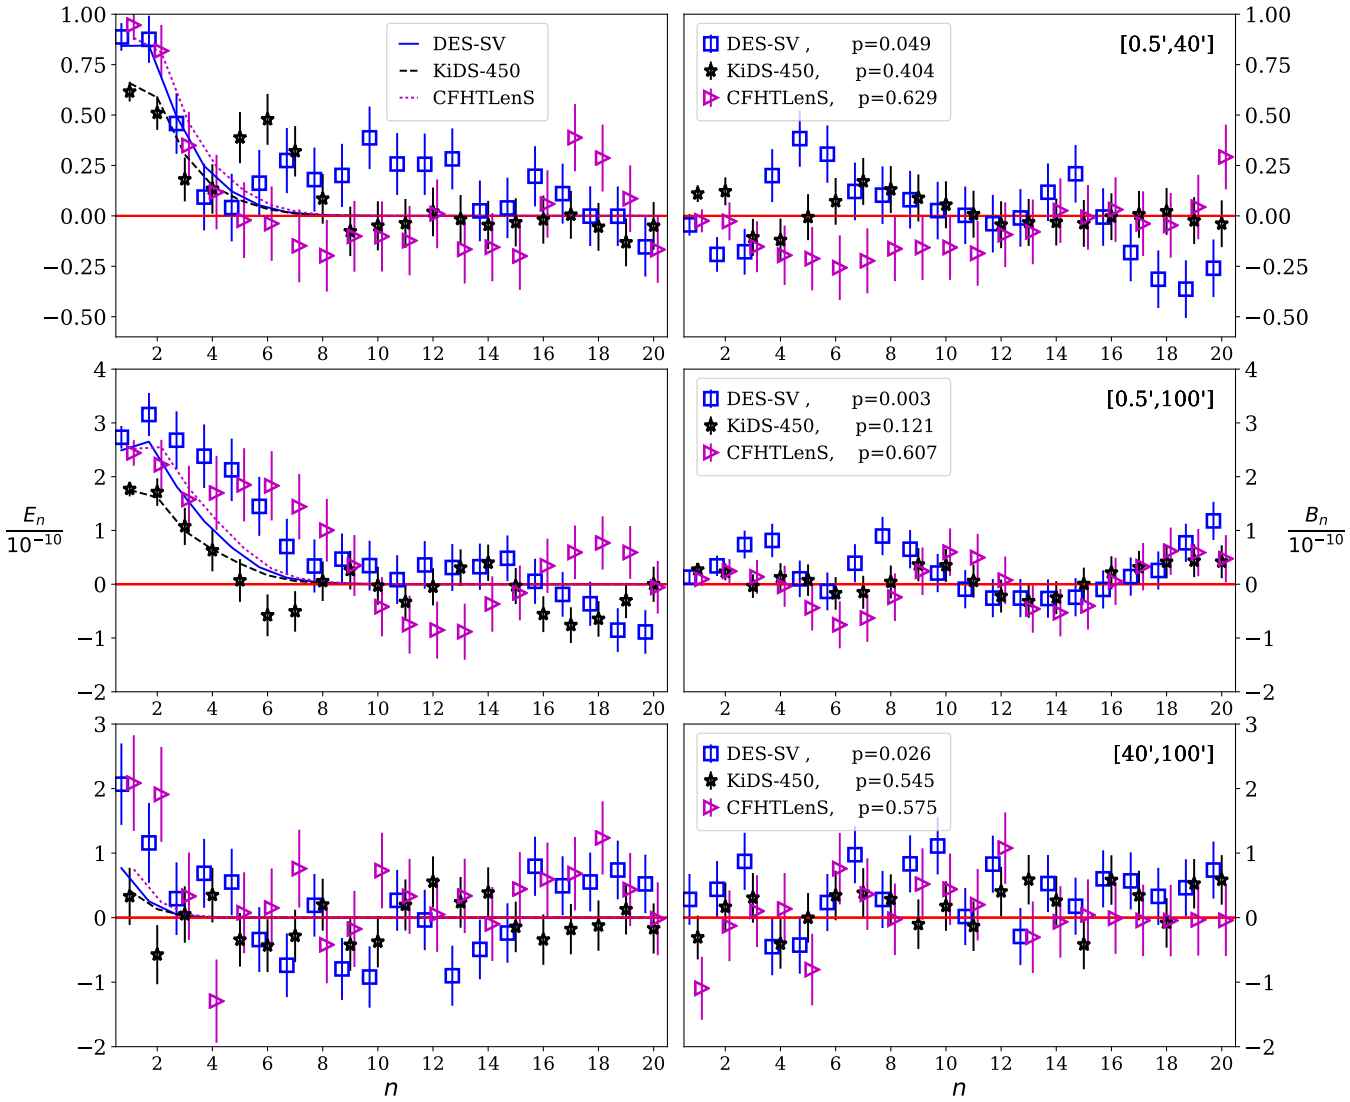 1.00
0.75
0.50
0.25
0.00
−0.25
−0.50
2 4 6 8 10 12 14 16 18 20
DES-SV
KiDS-450
CFHTLenS
DES-SV , p=0.049
KiDS-450, p=0.404
CFHTLenS, p=0.629
[0.5',40']
1.00
0.75
0.50
0.25
0.00
−0.25
−0.50
2 4 6 8 10 12 14 16 18 20
4
3
2
1
0
−1
−2
E_n
10^{-10}
2 4 6 8 10 12 14 16 18 20
DES-SV , p=0.003
KiDS-450, p=0.121
CFHTLenS, p=0.607
[0.5',100']
4
3
2
1
0
−1
−2
B_n
10^{-10}
2 4 6 8 10 12 14 16 18 20
3
2
1
0
−1
−2
2 4 6 8 10 12 14 16 18 20
n
DES-SV , p=0.026
KiDS-450, p=0.545
CFHTLenS, p=0.575
[40',100']
3
2
1
0
−1
−2
2 4 6 8 10 12 14 16 18 20
n